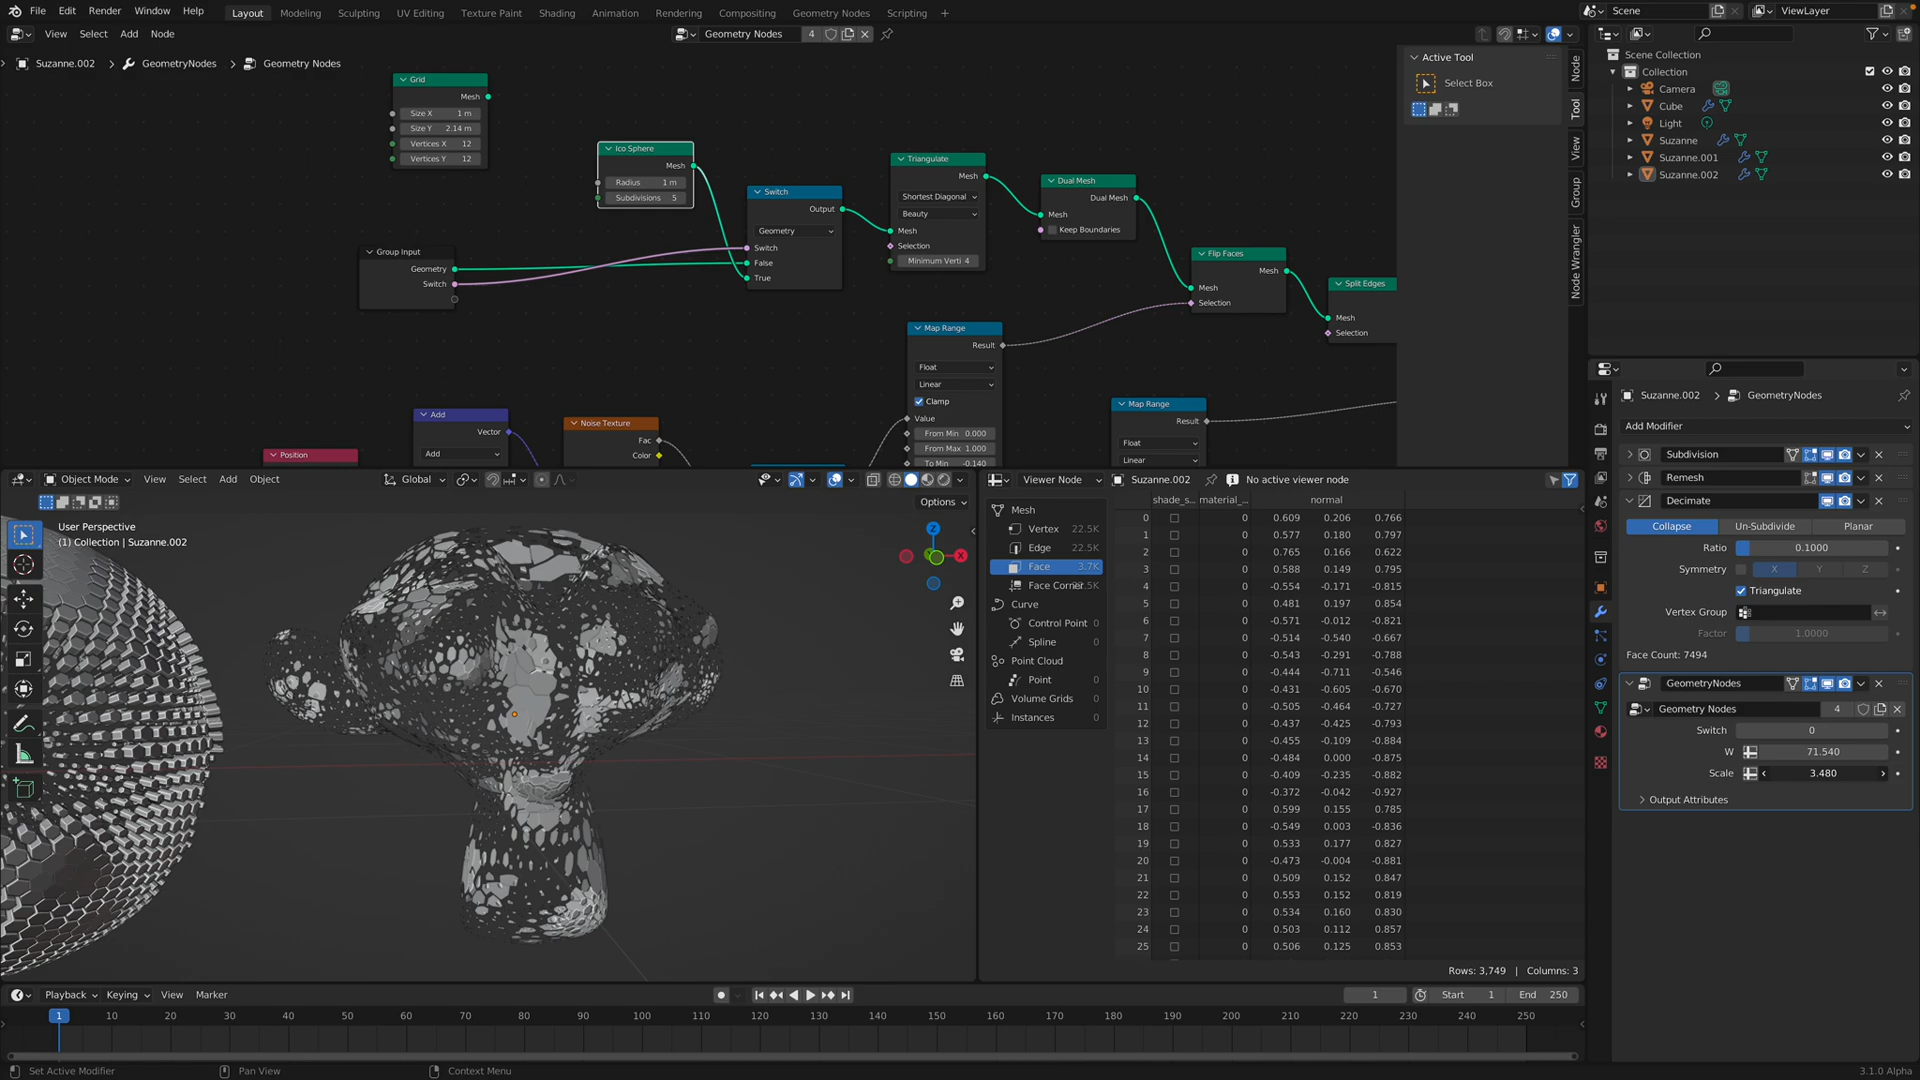 File Edit Render Window Help
Layout Modeling Sculpting UV Editing Texture Paint Shading Animation Rendering Compositing Geometry Nodes Scripting +
Scene
ViewLayer
View Select Add Node
Geometry Nodes 4
Suzanne.002 > GeometryNodes > Geometry Nodes
Grid
Mesh
Size X 1 m
Size Y 2.14 m
Vertices X 12
Vertices Y 12
Ico Sphere
Mesh
Radius 1 m
Subdivisions 5
Group Input
Geometry
Switch
Switch
Output
Geometry
Switch
False
True
Triangulate
Mesh
Shortest Diagonal
Beauty
Mesh
Selection
Minimum Verti 4
Dual Mesh
Dual Mesh
Mesh
Keep Boundaries
Flip Faces
Mesh
Mesh
Selection
Split Edges
Mesh
Selection
Map Range
Result
Float
Linear
Clamp
Value
From Min 0.000
From Max 1.000
To Min -0.140
Map Range
Result
Float
Linear
Add
Vector
Add
Noise Texture
Fac
Color
Position
Active Tool
Select Box
Node
Tool
View
Group
Node Wrangler
Scene Collection
Collection
Camera
Cube
Light
Suzanne
Suzanne.001
Suzanne.002
Suzanne.002 > GeometryNodes
Add Modifier
Subdivision
Remesh
Decimate
Collapse Un-Subdivide Planar
Ratio 0.1000
Symmetry X Y Z
Triangulate
Vertex Group
Factor 1.0000
Face Count: 7494
GeometryNodes
Geometry Nodes 4
Switch 0
W 71.540
Scale 3.480
Output Attributes
Object Mode View Select Add Object
Global
Options
User Perspective
(1) Collection | Suzanne.002
Z
X
Viewer Node
Suzanne.002
No active viewer node
Mesh
Vertex 22.5K
Edge 22.5K
Face 3.7K
Curve
Control Point 0
Spline 0
Point Cloud
Point 0
Volume Grids 0
Instances 0
shade_s... material_... normal
0 0 0.609 0.206 0.766
1 0 0.577 0.180 0.797
2 0 0.765 0.166 0.622
3 0 0.588 0.149 0.795
4 0 -0.554 -0.171 -0.815
5 0 0.481 0.197 0.854
6 0 -0.571 -0.012 -0.821
7 0 -0.514 -0.540 -0.667
8 0 -0.543 -0.291 -0.788
9 0 -0.444 -0.711 -0.546
10 0 -0.431 -0.605 -0.670
11 0 -0.505 -0.464 -0.727
12 0 -0.437 -0.425 -0.793
13 0 -0.455 -0.109 -0.884
14 0 -0.484 0.000 -0.875
15 0 -0.409 -0.235 -0.882
16 0 -0.372 -0.042 -0.927
17 0 0.599 0.155 0.785
18 0 -0.549 0.003 -0.836
19 0 0.533 0.177 0.827
20 0 -0.473 -0.004 -0.881
21 0 0.509 0.152 0.847
22 0 0.553 0.152 0.819
23 0 0.534 0.160 0.830
24 0 0.503 0.112 0.857
25 0 0.506 0.125 0.853
Rows: 3,749 | Columns: 3
Playback Keying View Marker
1
Start 1
End 250
1 10 20 30 40 50 60 70 80 90 100 110 120 130 140 150 160 170 180 190 200 210 220 230 240 250
Set Active Modifier
Pan View
Context Menu
3.1.0 Alpha